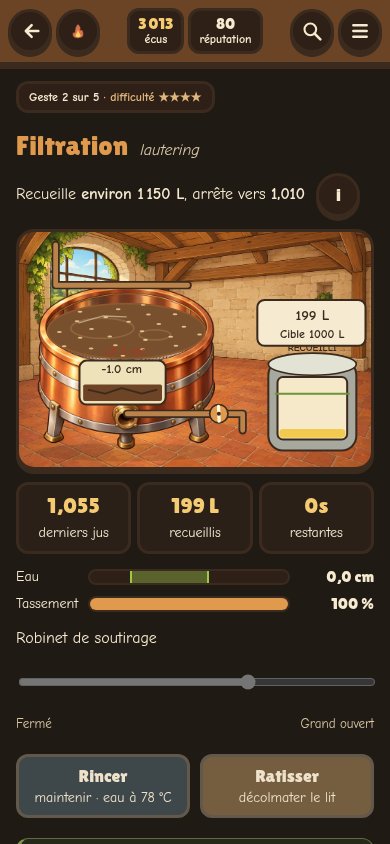 3 013
écus
80
réputation
Geste 2 sur 5 · difficulté ★★★★
Filtration lautering
Recueille environ 1 150 L, arrête vers 1,010
i
199 L
Cible 1000 L
RECUEILLI
-1.0 cm
1,055
derniers jus
199 L
recueillis
0s
restantes
Eau
0,0 cm
Tassement
100 %
Robinet de soutirage
Fermé
Grand ouvert
Rincer
maintenir · eau à 78 °C
Ratisser
décolmater le lit